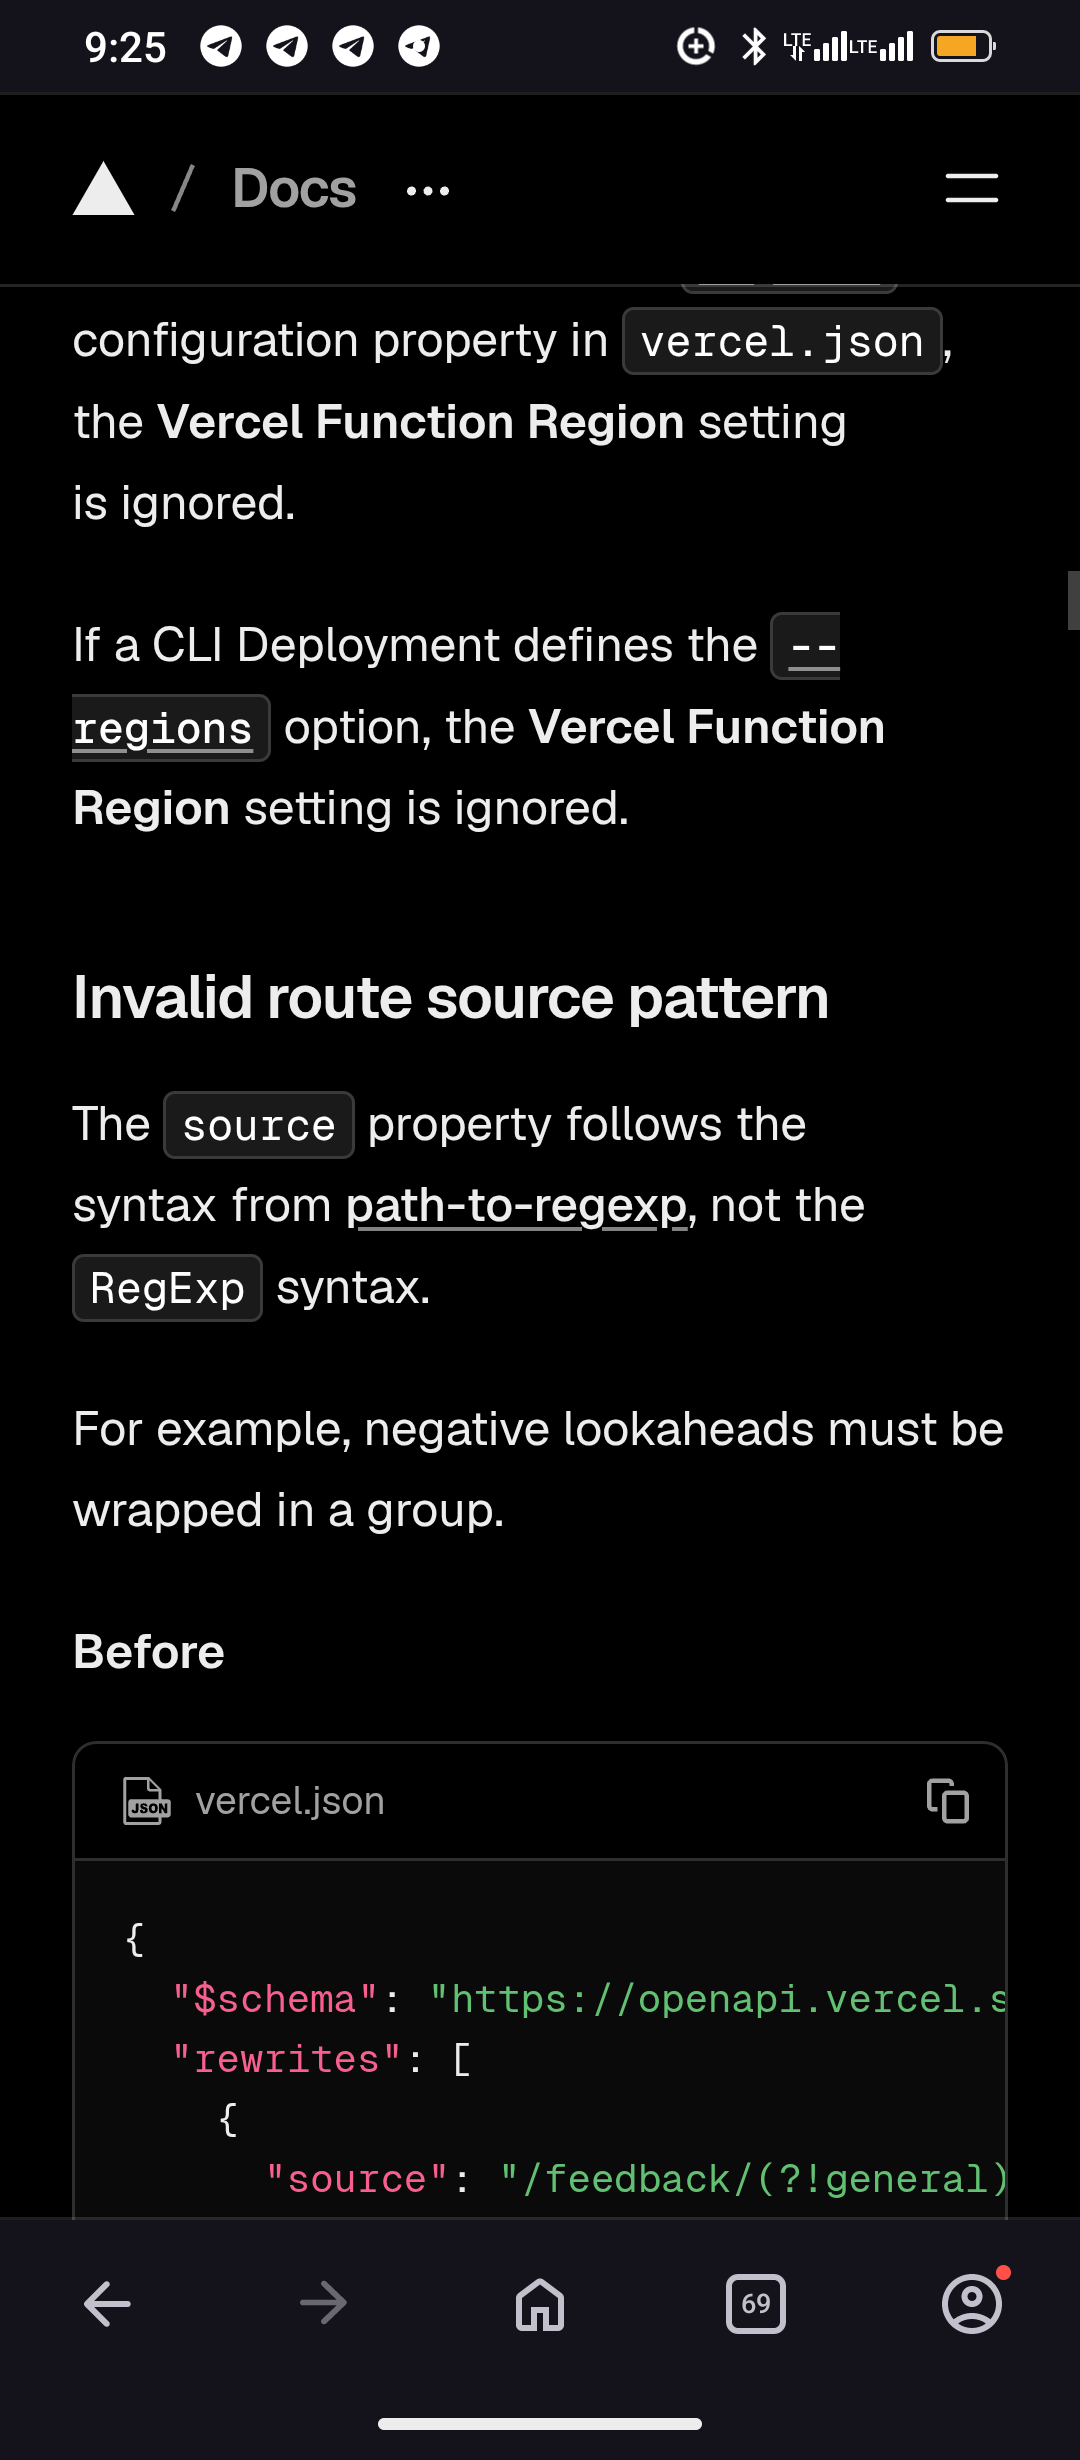 9:25 LTE LTE
/ Docs ...
configuration property in vercel.json,
the Vercel Function Region setting
is ignored.
If a CLI Deployment defines the --
regions option, the Vercel Function
Region setting is ignored.
Invalid route source pattern
The source property follows the
syntax from path-to-regexp, not the
RegExp syntax.
For example, negative lookaheads must be
wrapped in a group.
Before
JSON vercel.json
{
"$schema": "https://openapi.vercel.s
"rewrites": [
{
"source": "/feedback/(?!general)
69